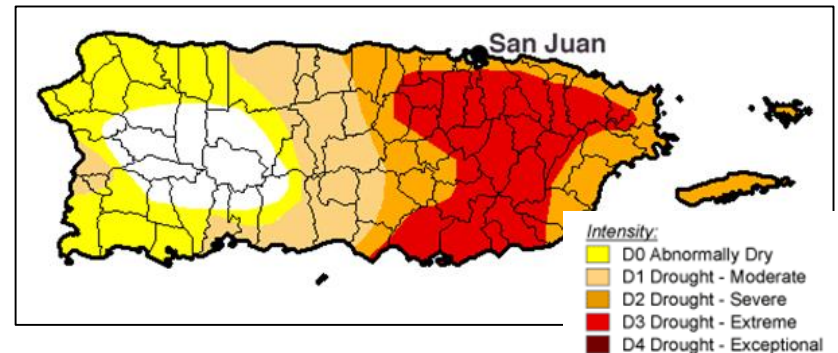 San Juan
Intensity:
D0 Abnormally Dry
D1 Drought - Moderate
D2 Drought - Severe
D3 Drought - Extreme
D4 Drought - Exceptional